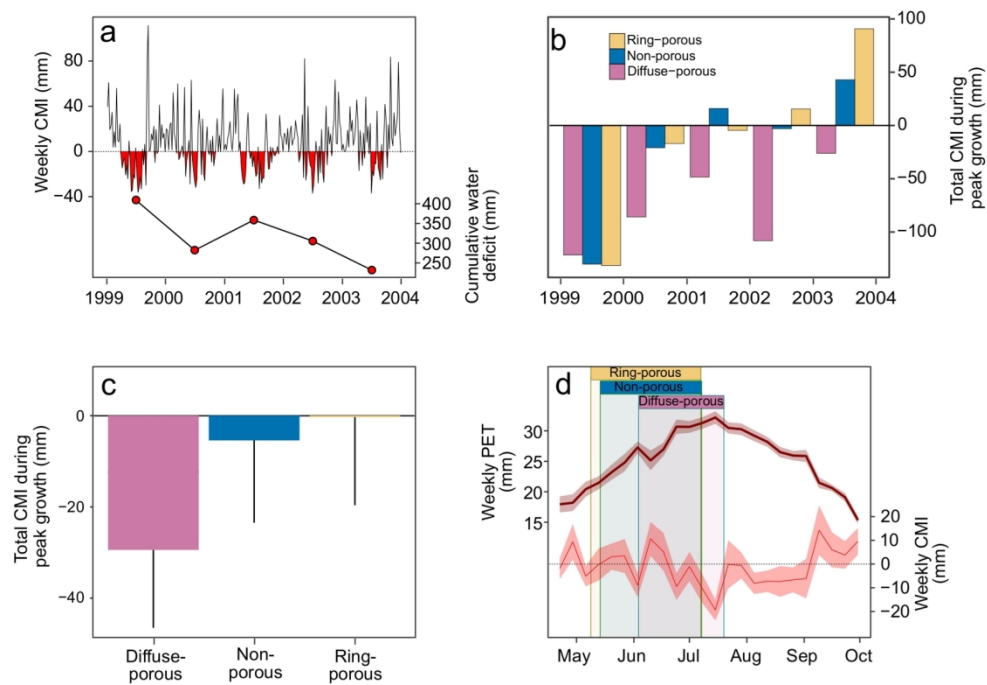 a
Weekly CMI (mm)
80
40
0
−40
400
350
300
250
Cumulative water
deficit (mm)
1999 2000 2001 2002 2003 2004
b
Ring−porous
Non−porous
Diffuse−porous
100
50
0
−50
−100
Total CMI during
peak growth (mm)
1999 2000 2001 2002 2003 2004
c
Total CMI during
peak growth (mm)
0
−20
−40
Diffuse-
porous
Non-
porous
Ring-
porous
d
Ring-porous
Non-porous
Diffuse-porous
Weekly PET
(mm)
30
25
20
15
20
10
0
−10
−20
Weekly CMI
(mm)
May Jun Jul Aug Sep Oct